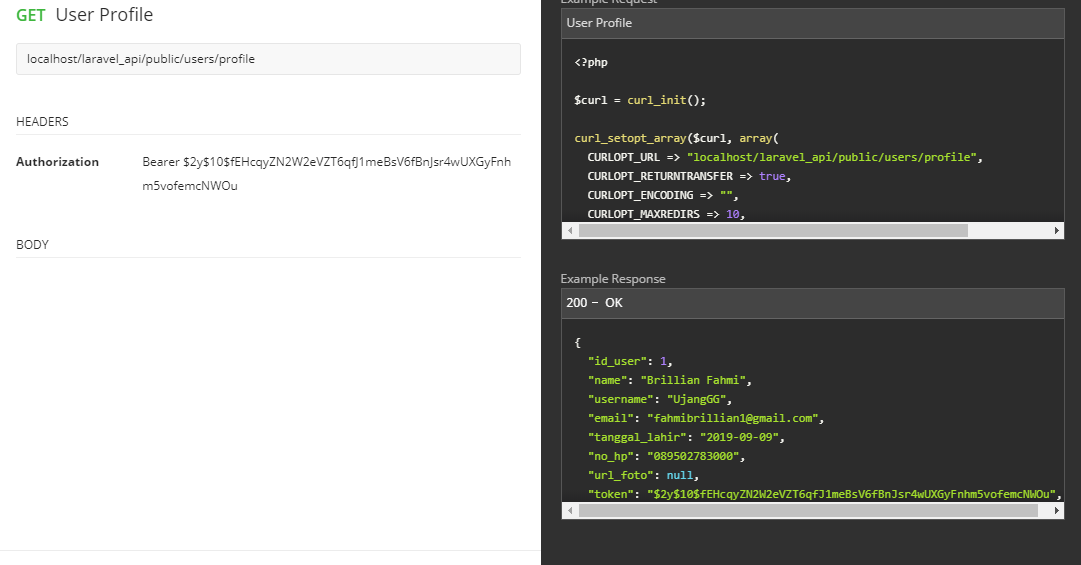 GET User Profile
localhost/laravel_api/public/users/profile
HEADERS
Authorization Bearer $2y$10$fEHcqyZN2W2eVZT6qfJ1meBsV6fBnJsr4wUXGyFnh
m5vofemcNWOu
BODY
Example Request
User Profile
<?php
$curl = curl_init();
curl_setopt_array($curl, array(
CURLOPT_URL => "localhost/laravel_api/public/users/profile",
CURLOPT_RETURNTRANSFER => true,
CURLOPT_ENCODING => "",
CURLOPT_MAXREDIRS => 10,
Example Response
200 − OK
{
"id_user": 1,
"name": "Brillian Fahmi",
"username": "UjangGG",
"email": "fahmibrillian1@gmail.com",
"tanggal_lahir": "2019-09-09",
"no_hp": "089502783000",
"url_foto": null,
"token": "$2y$10$fEHcqyZN2W2eVZT6qfJ1meBsV6fBnJsr4wUXGyFnhm5vofemcNWOu",